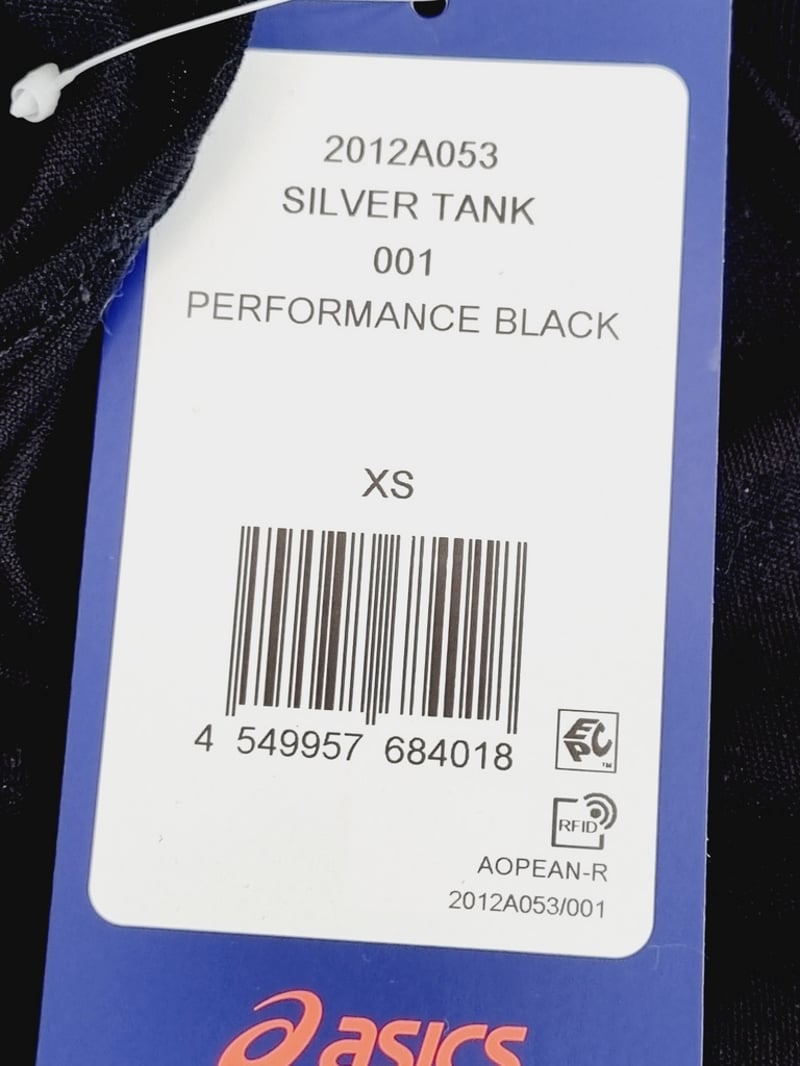 2012A053
SILVER TANK
001
PERFORMANCE BLACK
XS
4 549957 684018
EPC
TM
RFID
AOPEAN-R
2012A053/001
asics